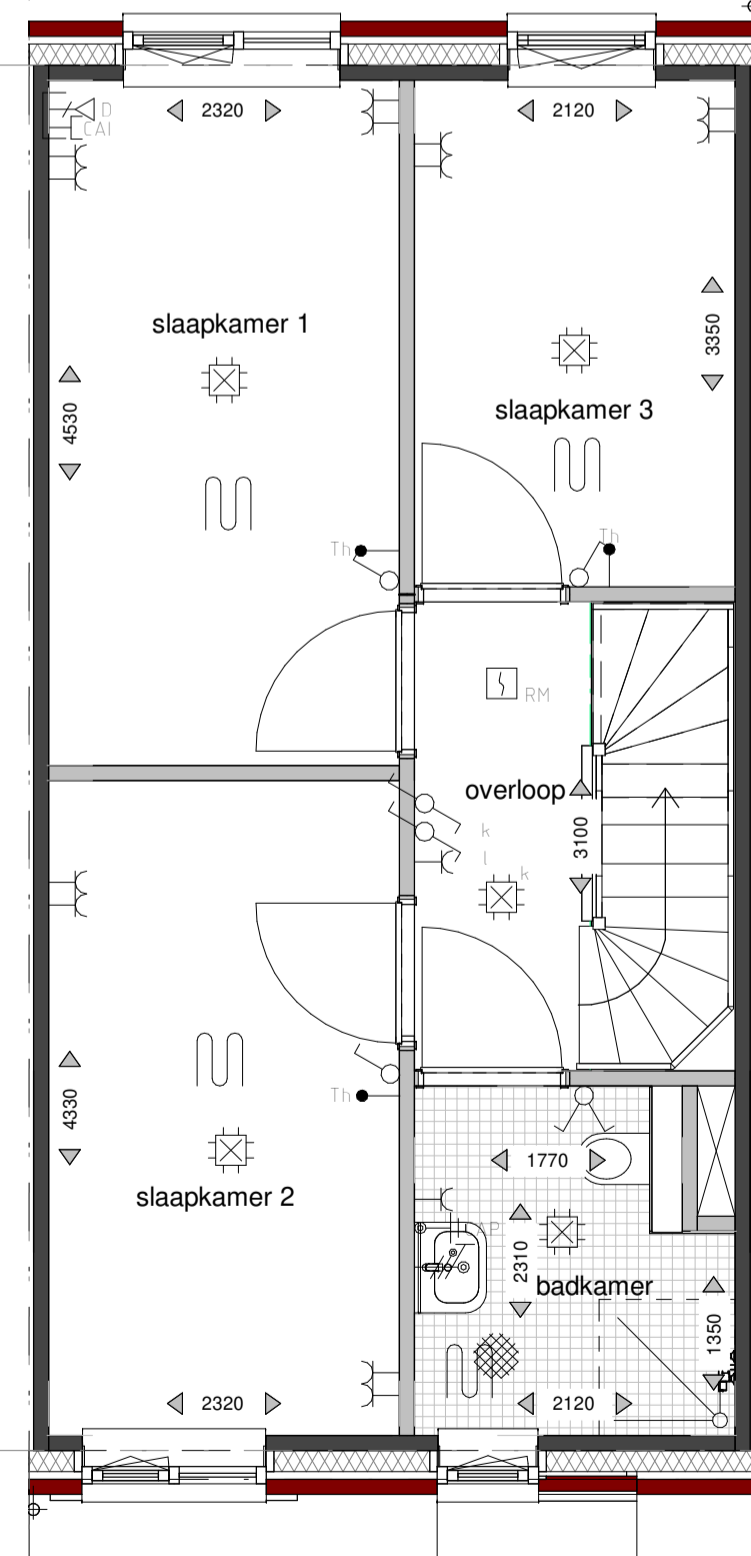 2320
2120
D
CAI
slaapkamer 1
3350
slaapkamer 3
4530
Th
Th
RM
overloop
3100
k
l
k
4330
Th
slaapkamer 2
1770
AP
2310
badkamer
1350
2320
2120